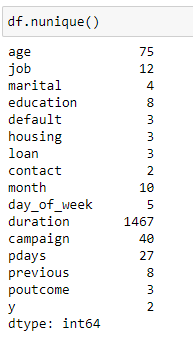 df.nunique()
age 75
job 12
marital 4
education 8
default 3
housing 3
loan 3
contact 2
month 10
day_of_week 5
duration 1467
campaign 40
pdays 27
previous 8
poutcome 3
y 2
dtype: int64